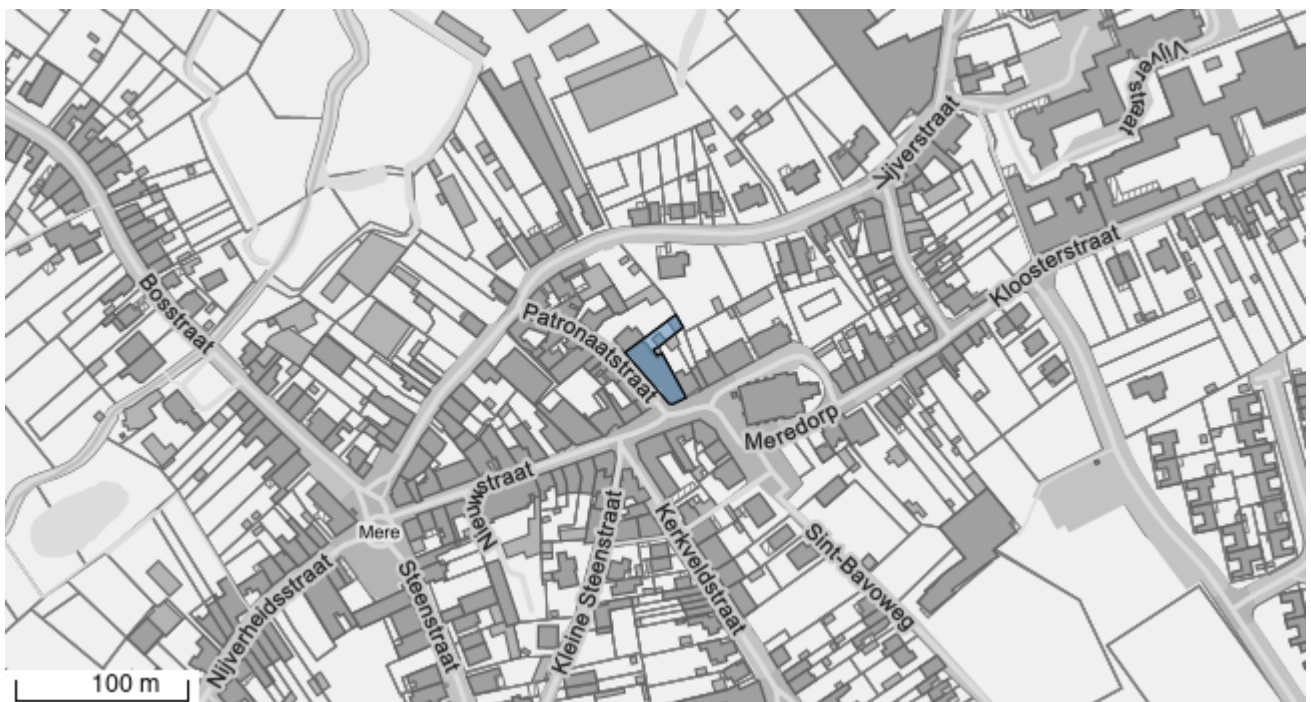 Vijverstraat
Vijverstraat
Kloosterstraat
Bosstraat
Patronaatstraat
Meredorp
Nieuwstraat
Mere
Kerkveldstraat
Kleine Steenstraat
Sint-Bavoweg
Steenstraat
Nijverheidsstraat
100 m